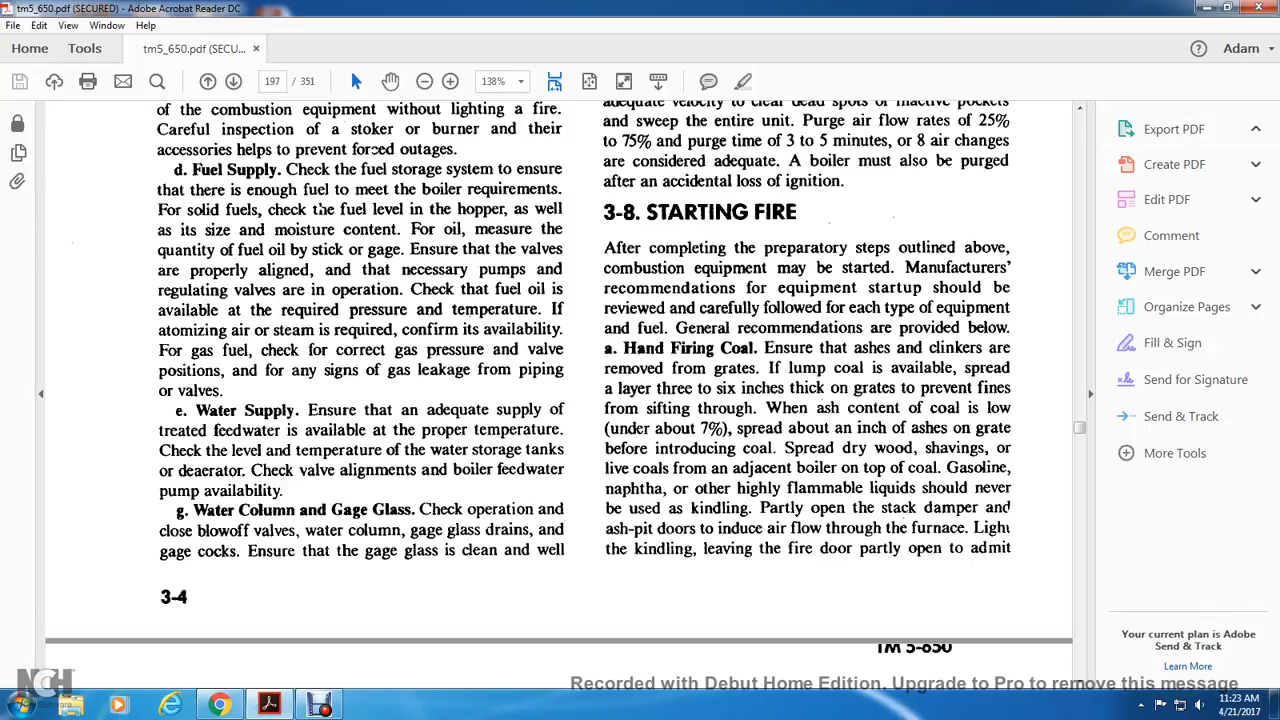 tm5_650.pdf (SECURED) - Adobe Acrobat Reader DC
File Edit View Window Help
Home Tools tm5_650.pdf (SECU... × ? Adam
197 / 351 138%
of the combustion equipment without lighting a fire.
Careful inspection of a stoker or burner and their
accessories helps to prevent forced outages.
d. Fuel Supply. Check the fuel storage system to ensure
that there is enough fuel to meet the boiler requirements.
For solid fuels, check the fuel level in the hopper, as well
as its size and moisture content. For oil, measure the
quantity of fuel oil by stick or gage. Ensure that the valves
are properly aligned, and that necessary pumps and
regulating valves are in operation. Check that fuel oil is
available at the required pressure and temperature. If
atomizing air or steam is required, confirm its availability.
For gas fuel, check for correct gas pressure and valve
positions, and for any signs of gas leakage from piping
or valves.
e. Water Supply. Ensure that an adequate supply of
treated feedwater is available at the proper temperature.
Check the level and temperature of the water storage tanks
or deaerator. Check valve alignments and boiler feedwater
pump availability.
g. Water Column and Gage Glass. Check operation and
close blowoff valves, water column, gage glass drains, and
gage cocks. Ensure that the gage glass is clean and well
3-4
adequate velocity to clear dead spots or inactive pockets
and sweep the entire unit. Purge air flow rates of 25%
to 75% and purge time of 3 to 5 minutes, or 8 air changes
are considered adequate. A boiler must also be purged
after an accidental loss of ignition.
3-8. STARTING FIRE
After completing the preparatory steps outlined above,
combustion equipment may be started. Manufacturers'
recommendations for equipment startup should be
reviewed and carefully followed for each type of equipment
and fuel. General recommendations are provided below.
a. Hand Firing Coal. Ensure that ashes and clinkers are
removed from grates. If lump coal is available, spread
a layer three to six inches thick on grates to prevent fines
from sifting through. When ash content of coal is low
(under about 7%), spread about an inch of ashes on grate
before introducing coal. Spread dry wood, shavings, or
live coals from an adjacent boiler on top of coal. Gasoline,
naphtha, or other highly flammable liquids should never
be used as kindling. Partly open the stack damper and
ash-pit doors to induce air flow through the furnace. Light
the kindling, leaving the fire door partly open to admit
TM 5-650
Export PDF
Create PDF
Edit PDF
Comment
Merge PDF
Organize Pages
Fill & Sign
Send for Signature
Send & Track
More Tools
Your current plan is Adobe
Send & Track
Learn More
NCH
Software
Recorded with Debut Home Edition. Upgrade to Pro to remove this message
11:23 AM
4/21/2017